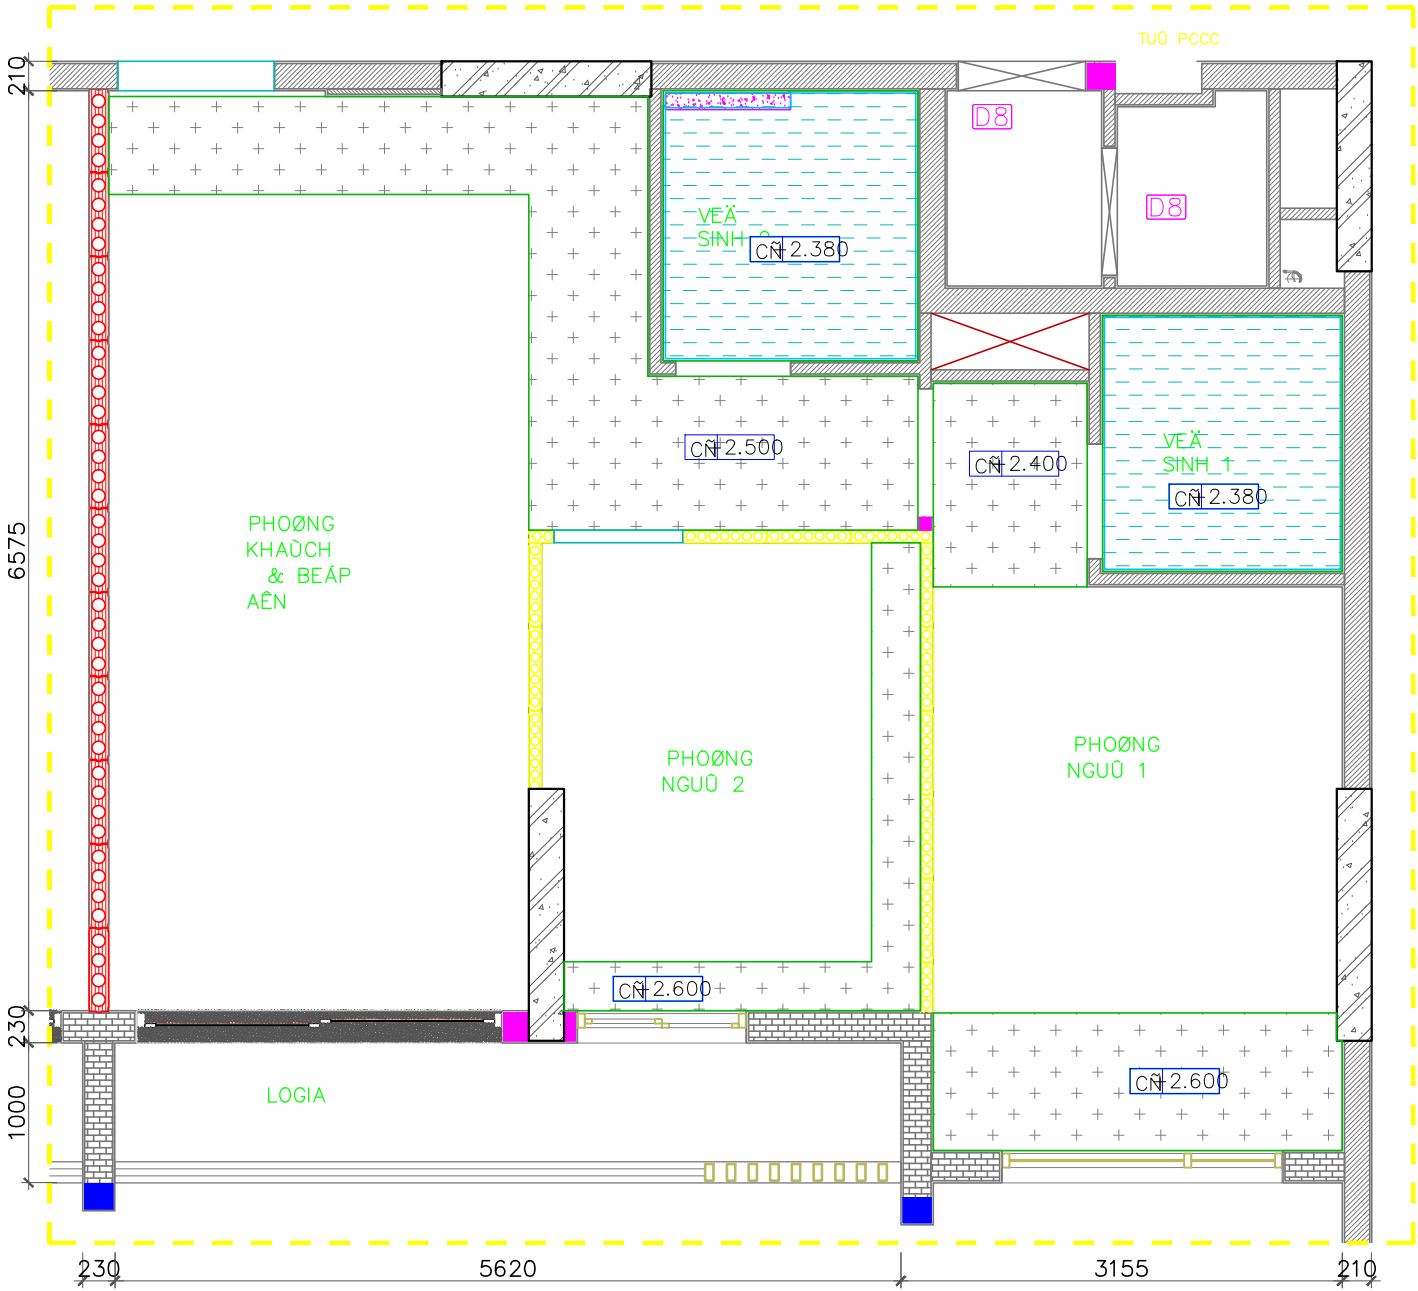 TUÛ PCCC
210
D8
D8
VEÄ
SINH 2
CÑ +2.380
CÑ +2.500
CÑ +2.400
VEÄ
SINH 1
CÑ +2.380
PHOØNG
KHAÙCH
& BEÁP
AÊN
6575
PHOØNG
NGUÛ 2
PHOØNG
NGUÛ 1
CÑ +2.600
230
LOGIA
CÑ +2.600
1000
230
5620
3155
210